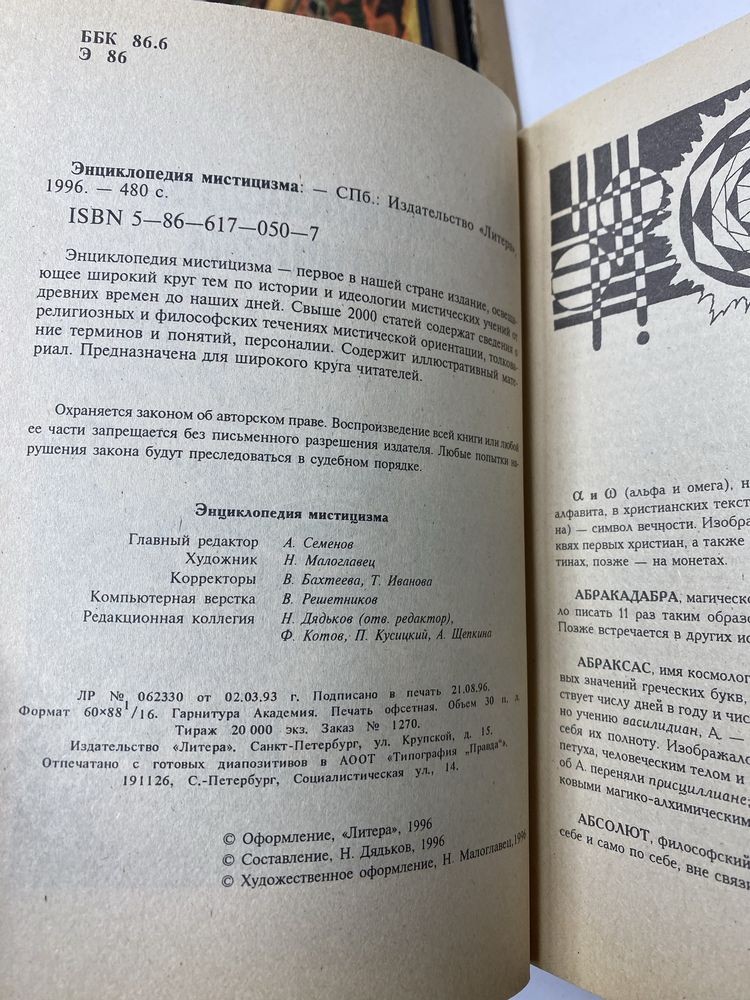 ББК 86.6
Э 86
Энциклопедия мистицизма: — СПб.: Издательство «Литера»,
1996. — 480 с.
ISBN 5—86—617—050—7
Энциклопедия мистицизма — первое в нашей стране издание, освеща-
ющее широкий круг тем по истории и идеологии мистических учений от
древних времен до наших дней. Свыше 2000 статей содержат сведения о
религиозных и философских течениях мистической ориентации, толкова-
ние терминов и понятий, персоналии. Содержит иллюстративный мате-
риал. Предназначена для широкого круга читателей.
Охраняется законом об авторском праве. Воспроизведение всей книги или любой
ее части запрещается без письменного разрешения издателя. Любые попытки на-
рушения закона будут преследоваться в судебном порядке.
Энциклопедия мистицизма
Главный редактор А. Семенов
Художник Н. Малоглавец
Корректоры В. Бахтеева, Т. Иванова
Компьютерная верстка В. Решетников
Редакционная коллегия Н. Дядьков (отв. редактор),
Ф. Котов, П. Кусицкий, А. Щепкина
ЛР № 062330 от 02.03.93 г. Подписано в печать 21.08.96.
Формат 60×88 1/16. Гарнитура Академия. Печать офсетная. Объем 30 п. л.
Тираж 20 000 экз. Заказ № 1270.
Издательство «Литера». Санкт-Петербург, ул. Крупской, д. 15.
Отпечатано с готовых диапозитивов в АООТ «Типография „Правда“».
191126, С.-Петербург, Социалистическая ул., 14.
© Оформление, «Литера», 1996
© Составление, Н. Дядьков, 1996
© Художественное оформление, Н. Малоглавец, 1996
α и ω (альфа и омега), н
алфавита, в христианских текст
на) — символ вечности. Изобра
квях первых христиан, а также
тинах, позже — на монетах.
АБРАКАДАБРА, магическо
ло писать 11 раз таким образо
Позже встречается в других ис
АБРАКСАС, имя космолог
вых значений греческих букв,
ствует числу дней в году и чис
но учению василидиан, А. —
себя их полноту. Изображало
петуха, человеческим телом и
об А. переняли присциллиане;
ковыми магико-алхимическим
АБСОЛЮТ, философский
себе и само по себе, вне связи